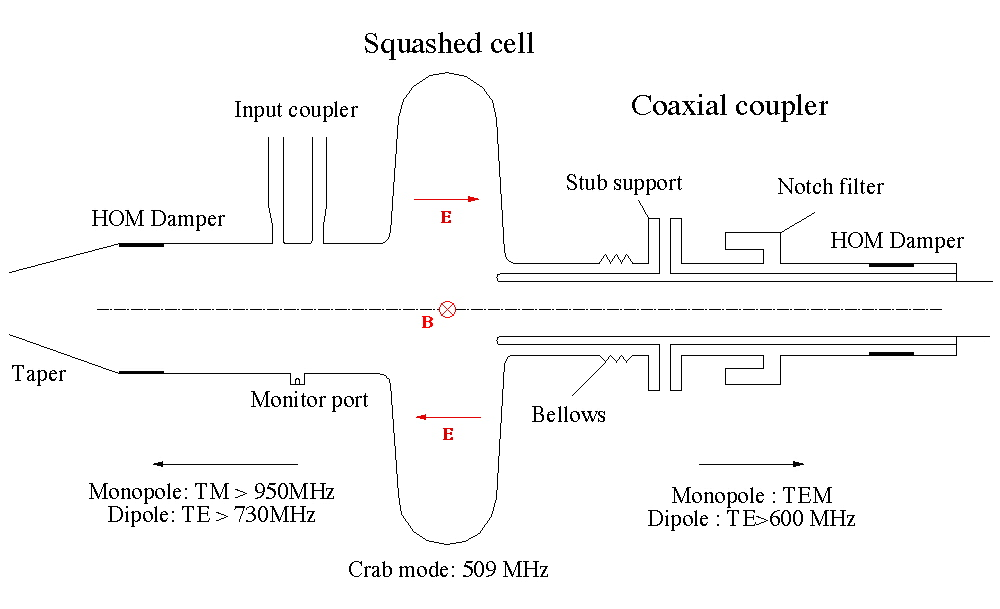 Squashed cell
Coaxial coupler
Input coupler
Stub support
Notch filter
HOM Damper
HOM Damper
E
B
Taper
Monitor port
Bellows
E
Monopole: TM > 950MHz
Dipole: TE > 730MHz
Monopole : TEM
Dipole : TE>600 MHz
Crab mode: 509 MHz